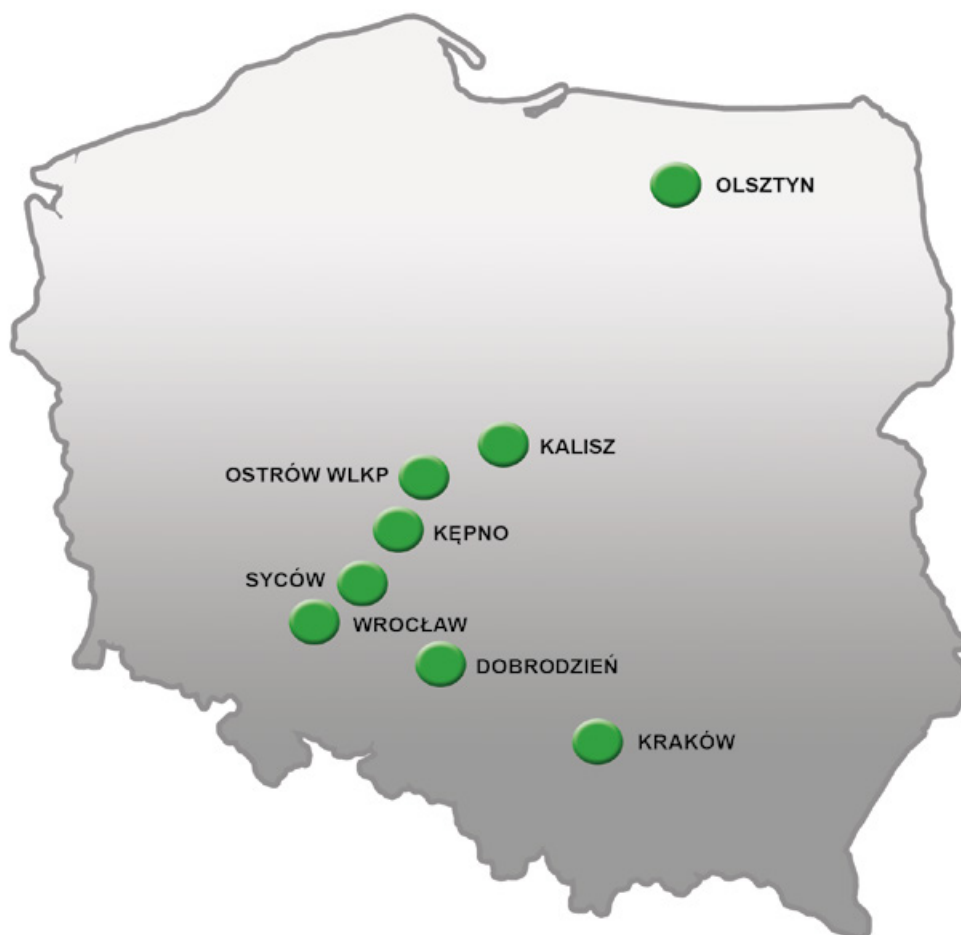 OLSZTYN
KALISZ
OSTRÓW WLKP
KĘPNO
SYCÓW
WROCŁAW
DOBRODZIEŃ
KRAKÓW